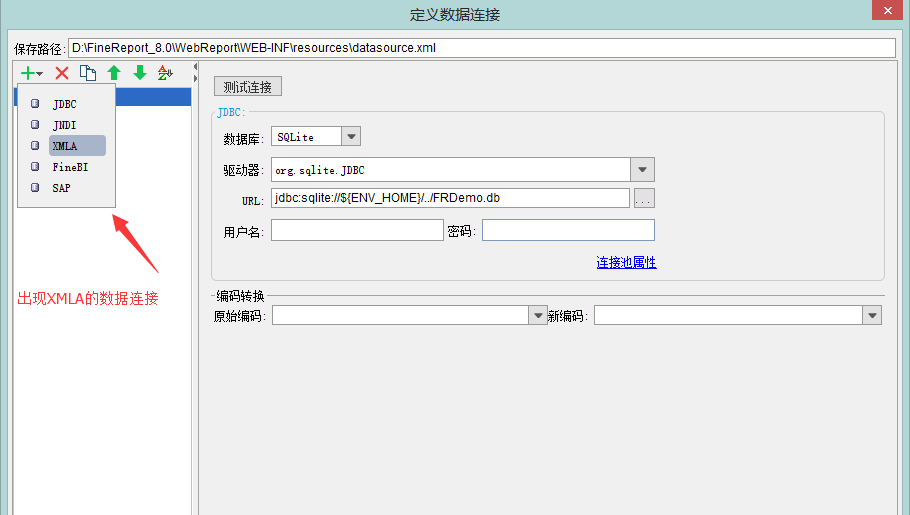 定义数据连接
保存路径: D:\FineReport_8.0\WebReport\WEB-INF\resources\datasource.xml
测试连接
JDBC
JNDI
XMLA
FineBI
SAP
出现XMLA的数据连接
JDBC:
数据库: SQLite
驱动器: org.sqlite.JDBC
URL: jdbc:sqlite://${ENV_HOME}/../FRDemo.db ...
用户名: 密码:
连接池属性
编码转换
原始编码: 新编码: